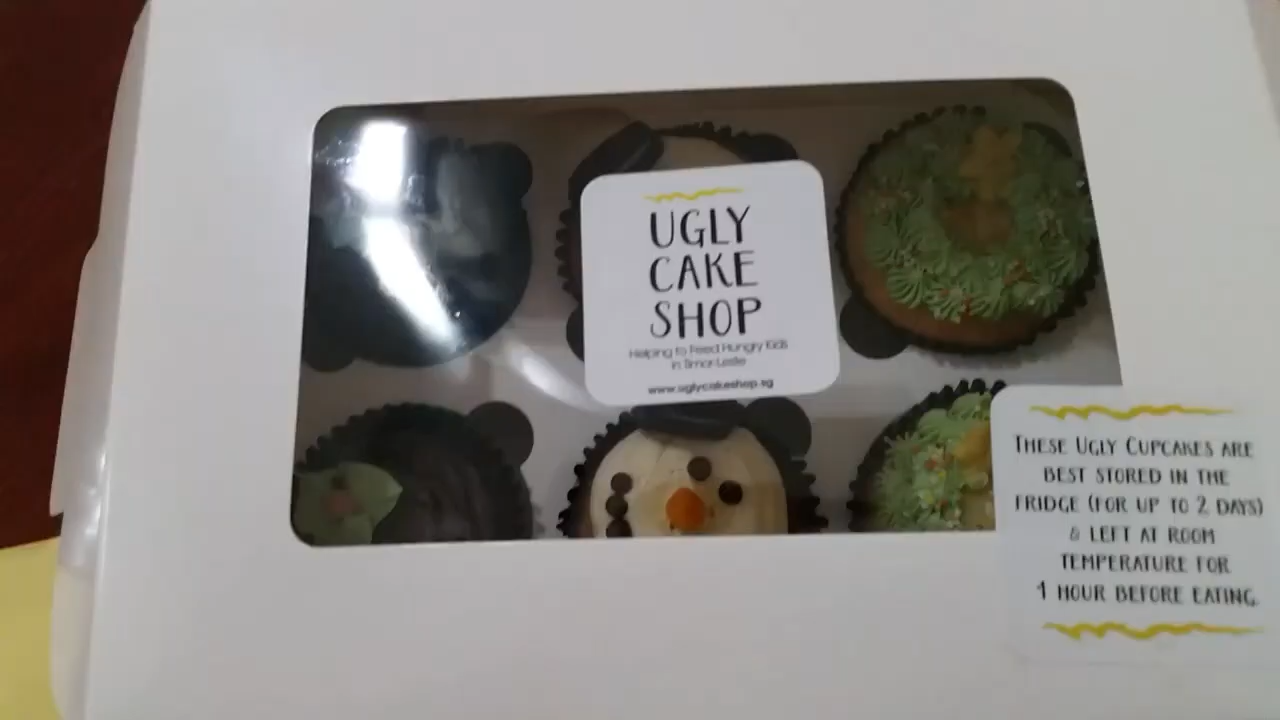 UGLY
CAKE
SHOP
Helping to Feed Hungry Kids
in Timor-Leste
www.uglycakeshop.sg
THESE UGLY CUPCAKES ARE
BEST STORED IN THE
FRIDGE (FOR UP TO 2 DAYS)
& LEFT AT ROOM
TEMPERATURE FOR
1 HOUR BEFORE EATING.